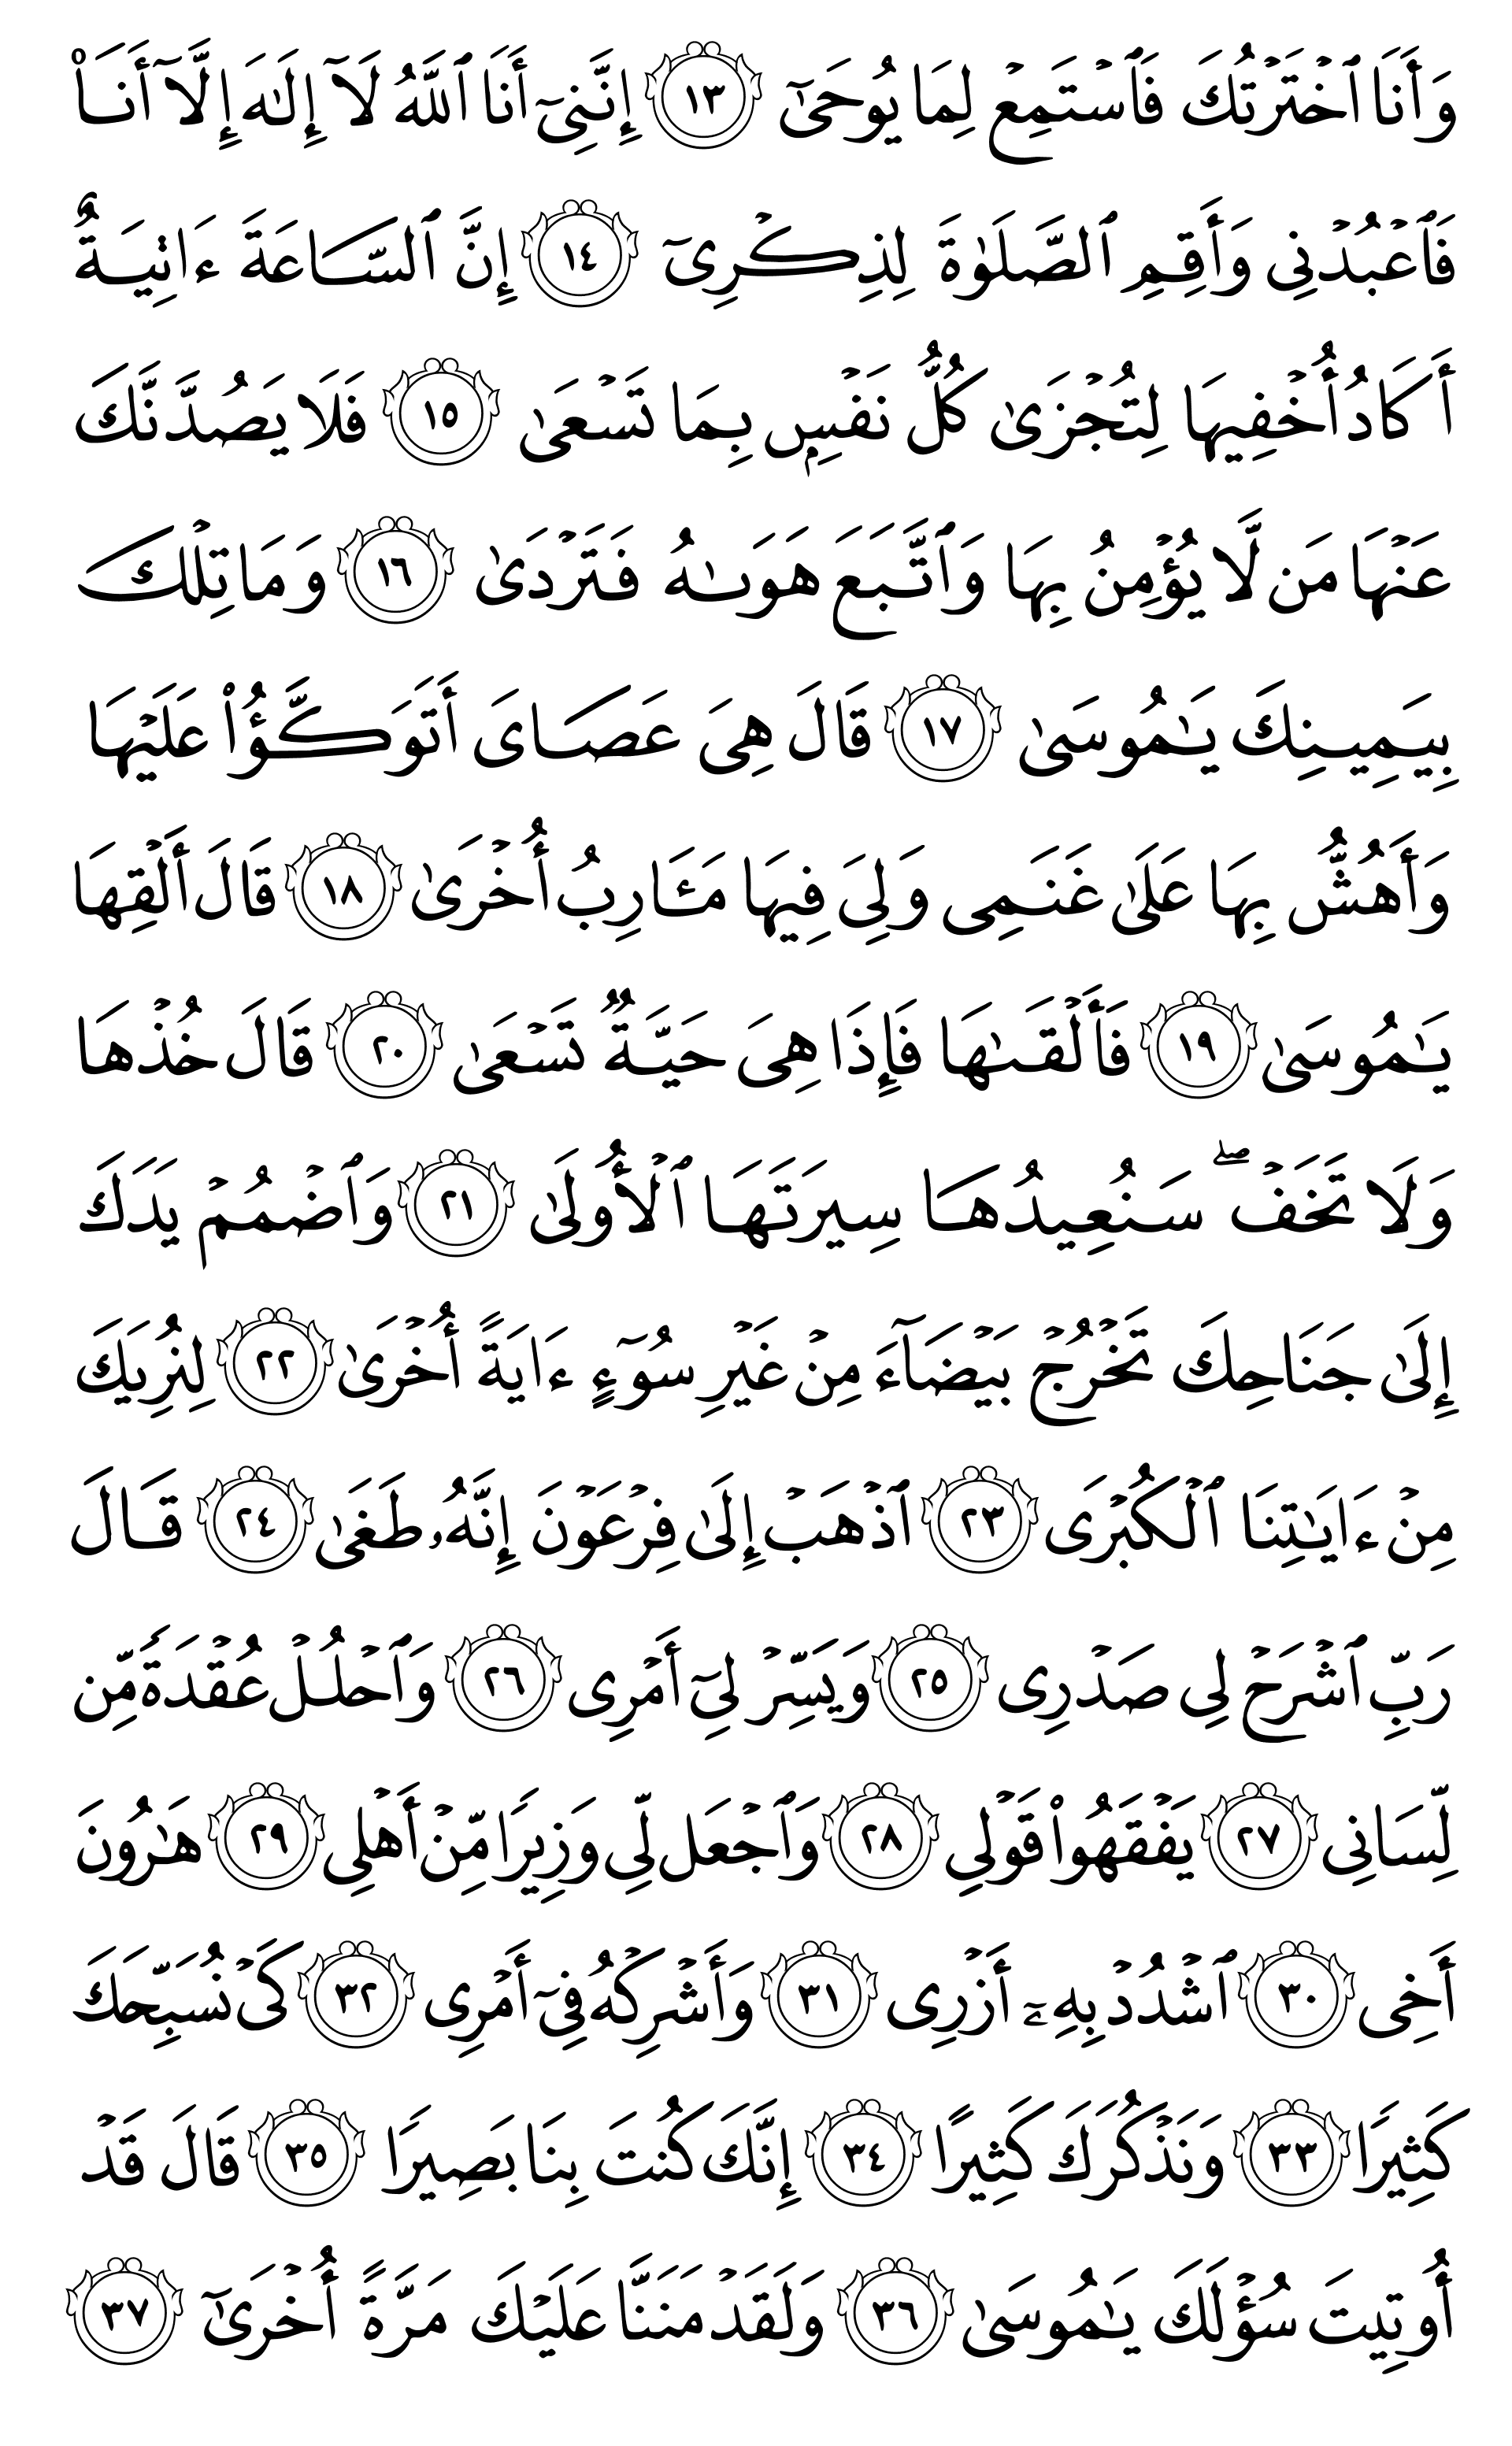 وَأَنَا ٱخۡتَرۡتُكَ فَٱسۡتَمِعۡ لِمَا يُوحَىٰٓ ١٣ إِنَّنِيٓ أَنَا ٱللَّهُ لَآ إِلَٰهَ إِلَّآ أَنَا۠
فَٱعۡبُدۡنِي وَأَقِمِ ٱلصَّلَوٰةَ لِذِكۡرِيٓ ١٤ إِنَّ ٱلسَّاعَةَ ءَاتِيَةٌ
أَكَادُ أُخۡفِيهَا لِتُجۡزَىٰ كُلُّ نَفۡسِۭ بِمَا تَسۡعَىٰ ١٥ فَلَا يَصُدَّنَّكَ
عَنۡهَا مَن لَّا يُؤۡمِنُ بِهَا وَٱتَّبَعَ هَوَىٰهُ فَتَرۡدَىٰ ١٦ وَمَا تِلۡكَ
بِيَمِينِكَ يَٰمُوسَىٰ ١٧ قَالَ هِيَ عَصَايَ أَتَوَكَّؤُاْ عَلَيۡهَا
وَأَهُشُّ بِهَا عَلَىٰ غَنَمِي وَلِيَ فِيهَا مَـَٔارِبُ أُخۡرَىٰ ١٨ قَالَ أَلۡقِهَا
يَٰمُوسَىٰ ١٩ فَأَلۡقَىٰهَا فَإِذَا هِيَ حَيَّةٞ تَسۡعَىٰ ٢٠ قَالَ خُذۡهَا
وَلَا تَخَفۡۖ سَنُعِيدُهَا سِيرَتَهَا ٱلۡأُولَىٰ ٢١ وَٱضۡمُمۡ يَدَكَ
إِلَىٰ جَنَاحِكَ تَخۡرُجۡ بَيۡضَآءَ مِنۡ غَيۡرِ سُوٓءٍ ءَايَةً أُخۡرَىٰ ٢٢ لِنُرِيَكَ
مِنۡ ءَايَٰتِنَا ٱلۡكُبۡرَى ٢٣ ٱذۡهَبۡ إِلَىٰ فِرۡعَوۡنَ إِنَّهُۥ طَغَىٰ ٢٤ قَالَ
رَبِّ ٱشۡرَحۡ لِي صَدۡرِي ٢٥ وَيَسِّرۡ لِيٓ أَمۡرِي ٢٦ وَٱحۡلُلۡ عُقۡدَةٗ مِّن
لِّسَانِي ٢٧ يَفۡقَهُواْ قَوۡلِي ٢٨ وَٱجۡعَل لِّي وَزِيرٗا مِّنۡ أَهۡلِي ٢٩ هَٰرُونَ
أَخِي ٣٠ ٱشۡدُدۡ بِهِۦٓ أَزۡرِي ٣١ وَأَشۡرِكۡهُ فِيٓ أَمۡرِي ٣٢ كَيۡ نُسَبِّحَكَ
كَثِيرٗا ٣٣ وَنَذۡكُرَكَ كَثِيرًا ٣٤ إِنَّكَ كُنتَ بِنَا بَصِيرٗا ٣٥ قَالَ قَدۡ
أُوتِيتَ سُؤۡلَكَ يَٰمُوسَىٰ ٣٦ وَلَقَدۡ مَنَنَّا عَلَيۡكَ مَرَّةً أُخۡرَىٰٓ ٣٧